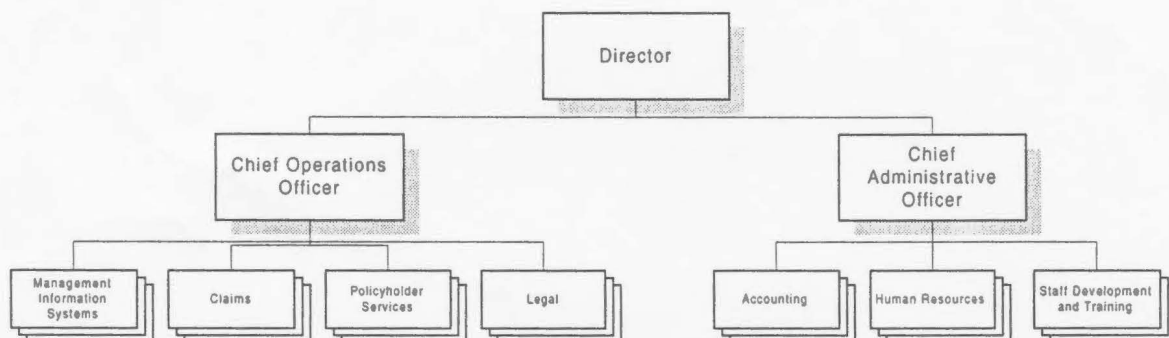 Director
Chief Operations
Officer
Chief
Administrative
Officer
Management
Information
Systems
Claims
Policyholder
Services
Legal
Accounting
Human Resources
Staff Development
and Training